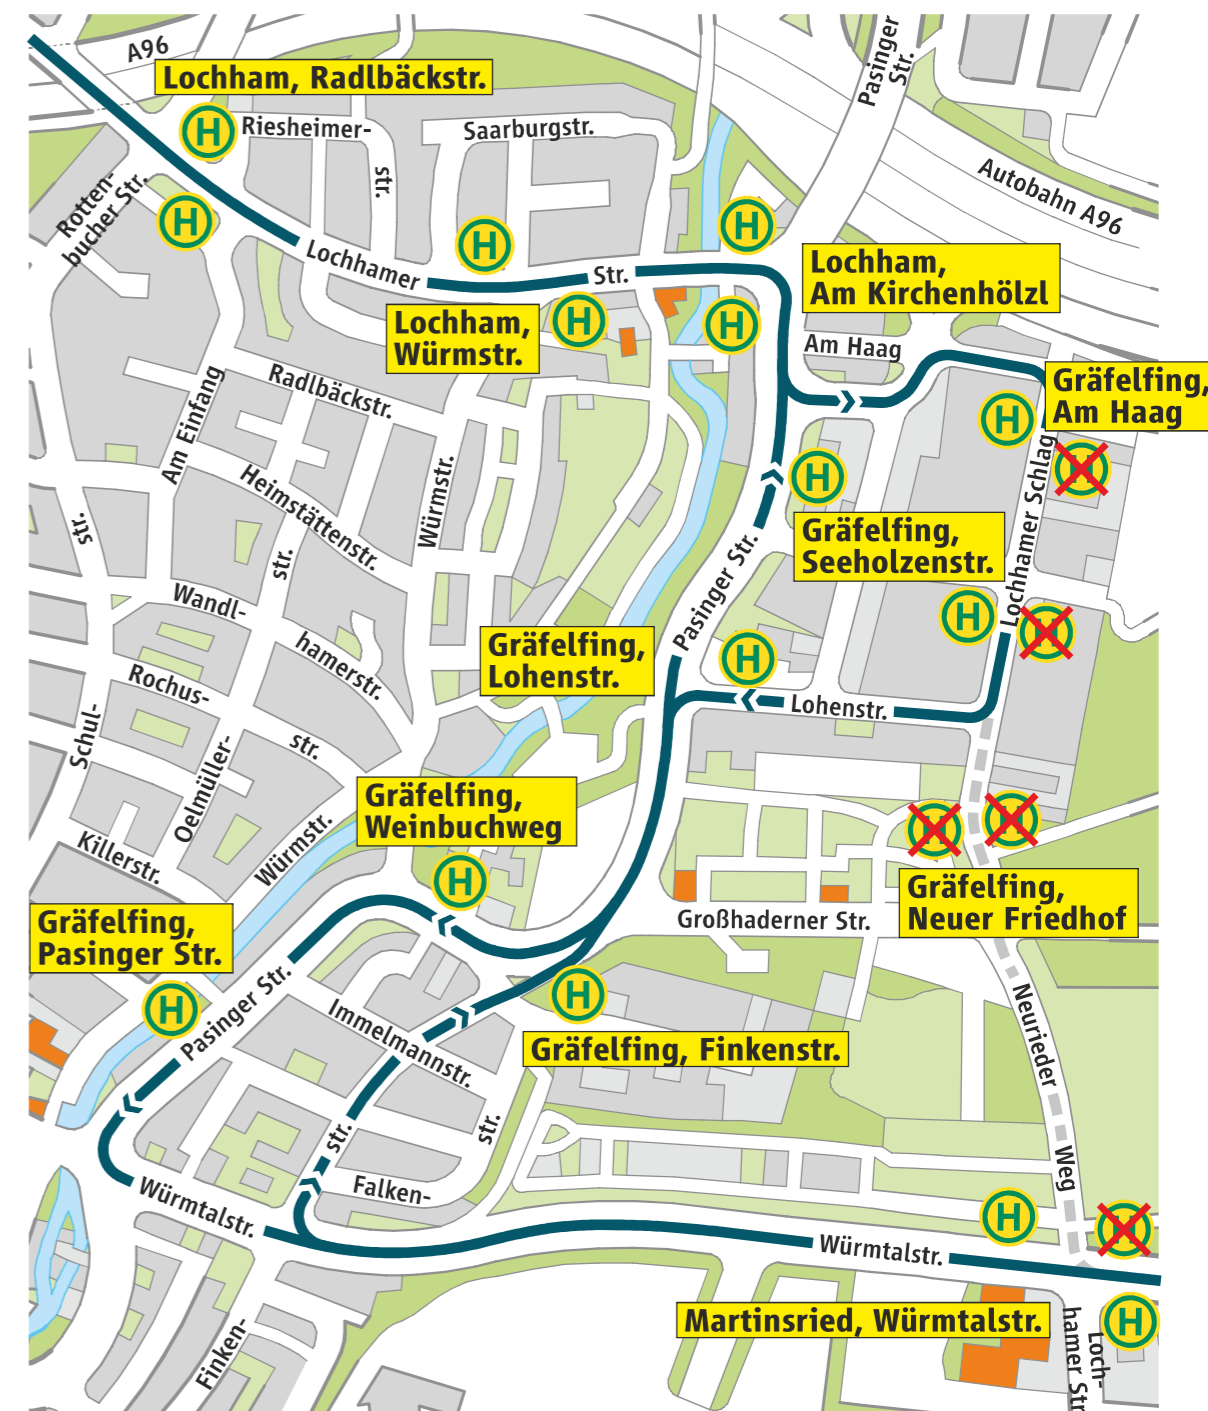 A96
Pasinger
Str.
Lochham, Radlbäckstr.
H
Riesheimer-
str.
Saarburgstr.
Autobahn A96
Rotten-
bucher Str.
H
H
H
Lochhamer
Str.
Lochham,
Am Kirchenhölzl
Lochham,
Würmstr.
H
H
Am Haag
Gräfelfing,
Am Haag
Radlbäckstr.
Am Einfang
H
H
H
Lochhamer Schlag
Heimstättenstr.
Würmstr.
str.
str.
Gräfelfing,
Seeholzenstr.
Pasinger Str.
Wandl-
hamerstr.
H
H
Gräfelfing,
Lohenstr.
H
Rochus-
str.
Lohenstr.
Schul-
Oelmüller-
Gräfelfing,
Weinbuchweg
Würmstr.
Killerstr.
H
H
H
Gräfelfing,
Neuer Friedhof
Großhaderner Str.
Gräfelfing,
Pasinger Str.
H
Pasinger Str.
H
Immelmannstr.
Neurieder
Weg
Gräfelfing, Finkenstr.
str.
str.
Falken-
Würmtalstr.
H
H
Würmtalstr.
Martinsried, Würmtalstr.
H
Finken-
Loch-
hamer Str